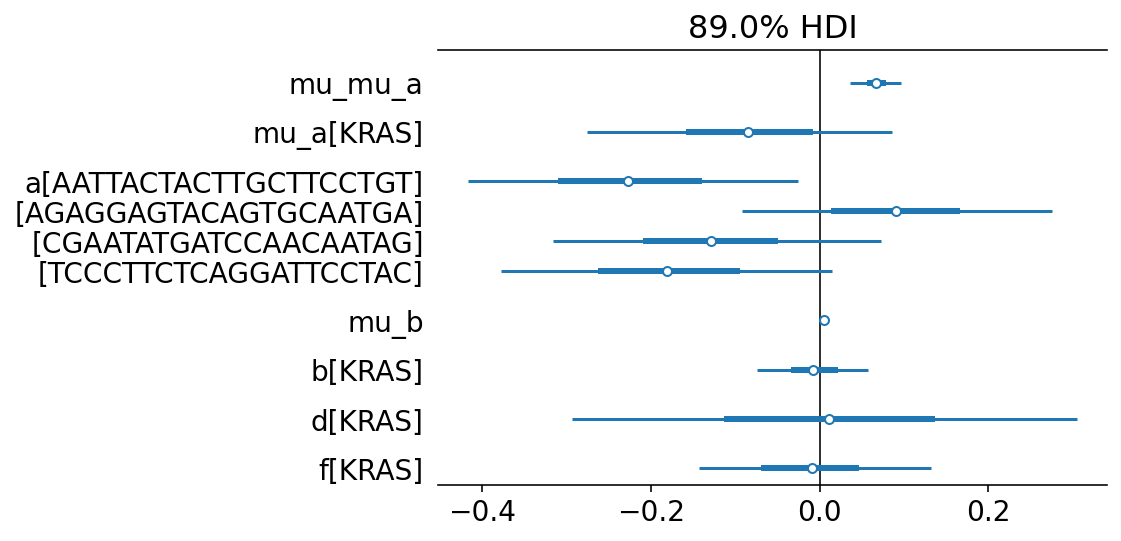 89.0% HDI
mu_mu_a
mu_a[KRAS]
a[AATTACTACTTGCTTCCTGT]
[AGAGGAGTACAGTGCAATGA]
[CGAATATGATCCAACAATAG]
[TCCCTTCTCAGGATTCCTAC]
mu_b
b[KRAS]
d[KRAS]
f[KRAS]
−0.4 −0.2 0.0 0.2